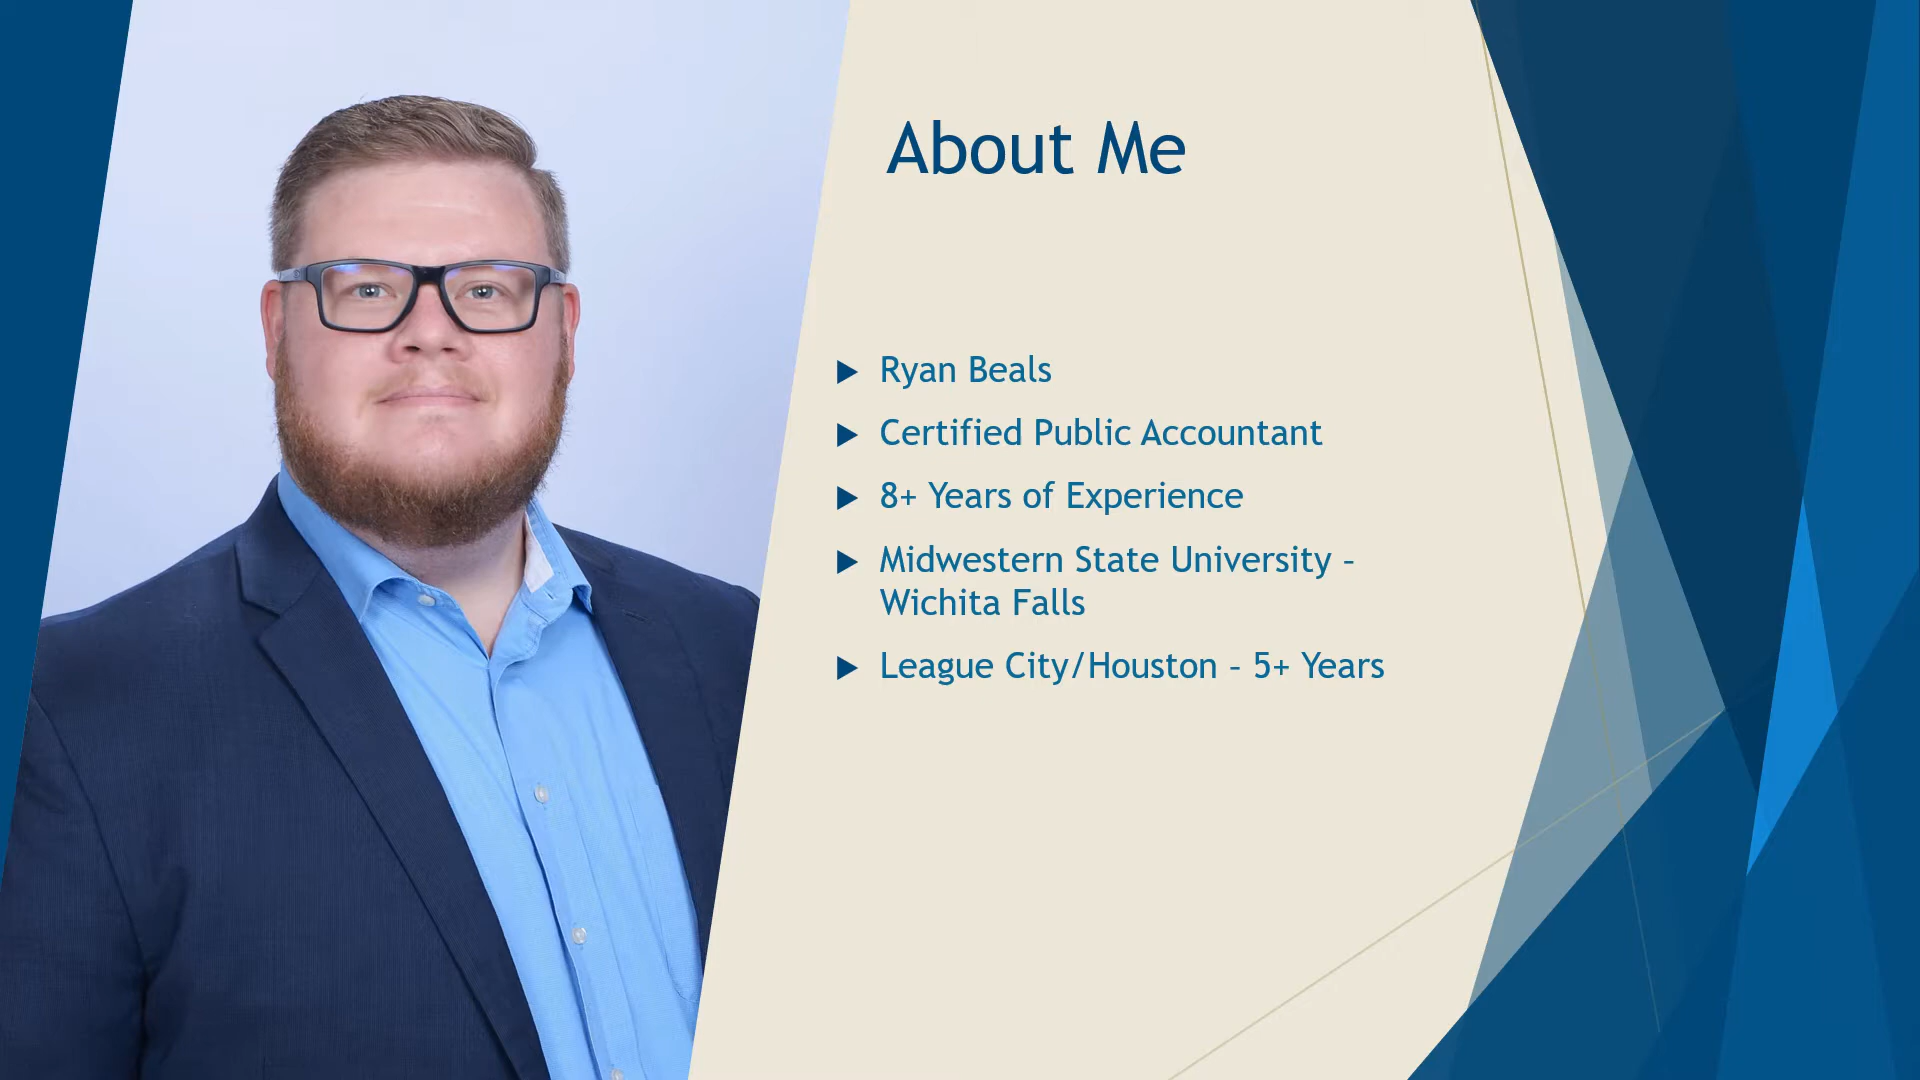 About Me
Ryan Beals
Certified Public Accountant
8+ Years of Experience
Midwestern State University –
Wichita Falls
League City/Houston – 5+ Years